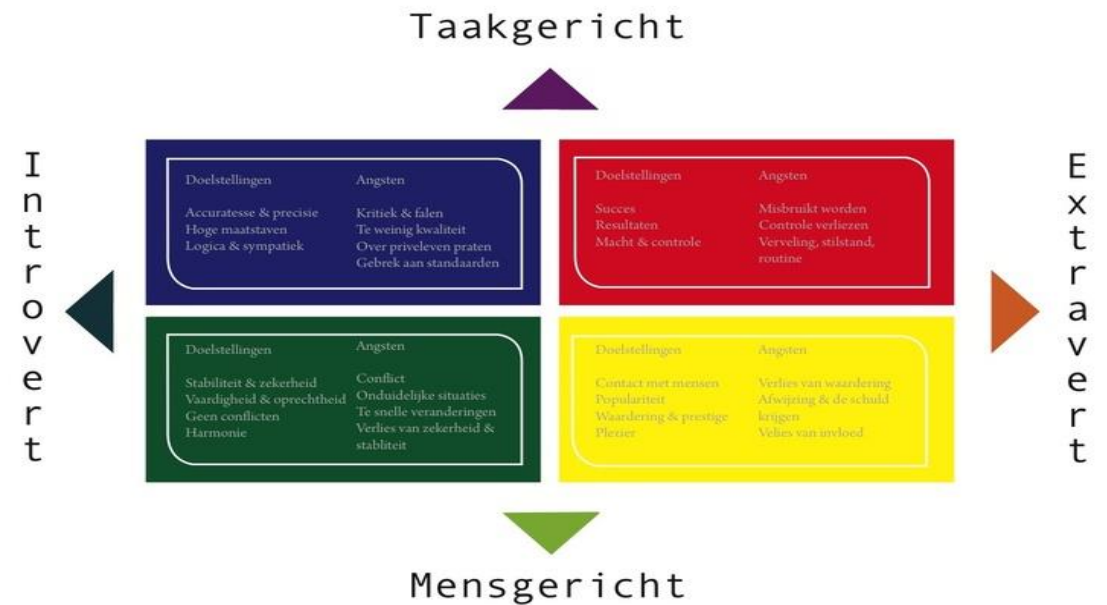 Taakgericht
Introvert
Doelstellingen
Accuratesse & precisie
Hoge maatstaven
Logica & sympatiek
Angsten
Kritiek & falen
Te weinig kwaliteit
Over priveleven praten
Gebrek aan standaarden
Doelstellingen
Succes
Resultaten
Macht & controle
Angsten
Misbruikt worden
Controle verliezen
Verveling, stilstand,
routine
Extravert
Doelstellingen
Stabiliteit & zekerheid
Vaardigheid & oprechtheid
Geen conflicten
Harmonie
Angsten
Conflict
Onduidelijke situaties
Te snelle veranderingen
Verlies van zekerheid &
stabliteit
Doelstellingen
Contact met mensen
Populariteit
Waardering & prestige
Plezier
Angsten
Verlies van waardering
Afwijzing & de schuld
krijgen
Velies van invloed
Mensgericht